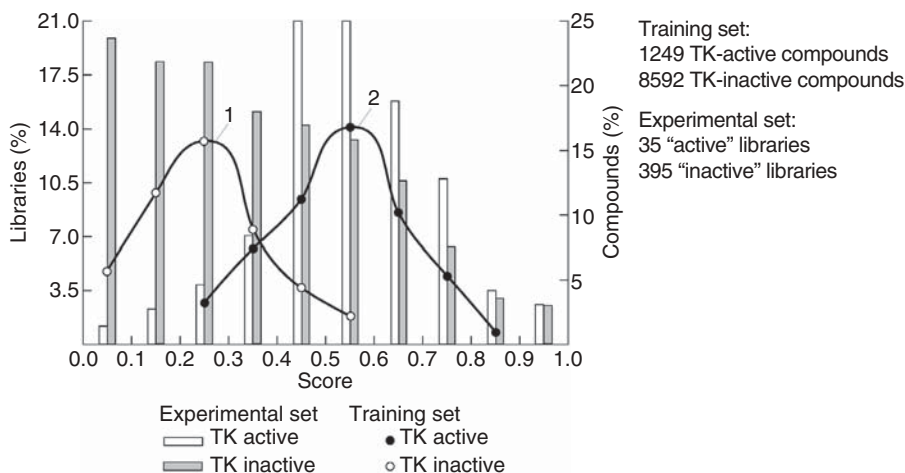 21.0
17.5
14.0
10.5
7.0
3.5
Libraries (%)
1
2
25
20
15
10
5
Compounds (%)
0.0 0.1 0.2 0.3 0.4 0.5 0.6 0.7 0.8 0.9 1.0
Score
Training set:
1249 TK-active compounds
8592 TK-inactive compounds
Experimental set:
35 “active” libraries
395 “inactive” libraries
Experimental set Training set
TK active TK active
TK inactive TK inactive